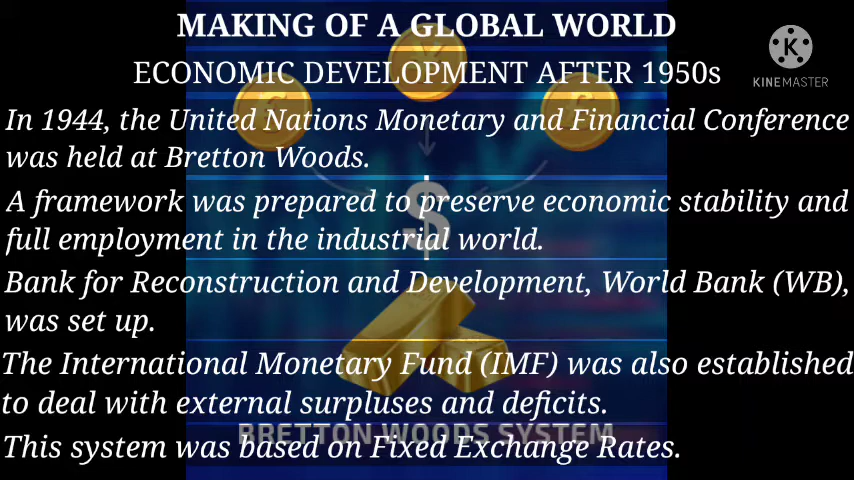 MAKING OF A GLOBAL WORLD
ECONOMIC DEVELOPMENT AFTER 1950s
KINEMASTER
In 1944, the United Nations Monetary and Financial Conference
was held at Bretton Woods.
A framework was prepared to preserve economic stability and
full employment in the industrial world.
Bank for Reconstruction and Development, World Bank (WB),
was set up.
The International Monetary Fund (IMF) was also established
to deal with external surpluses and deficits.
BRETTON WOODS SYSTEM
This system was based on Fixed Exchange Rates.